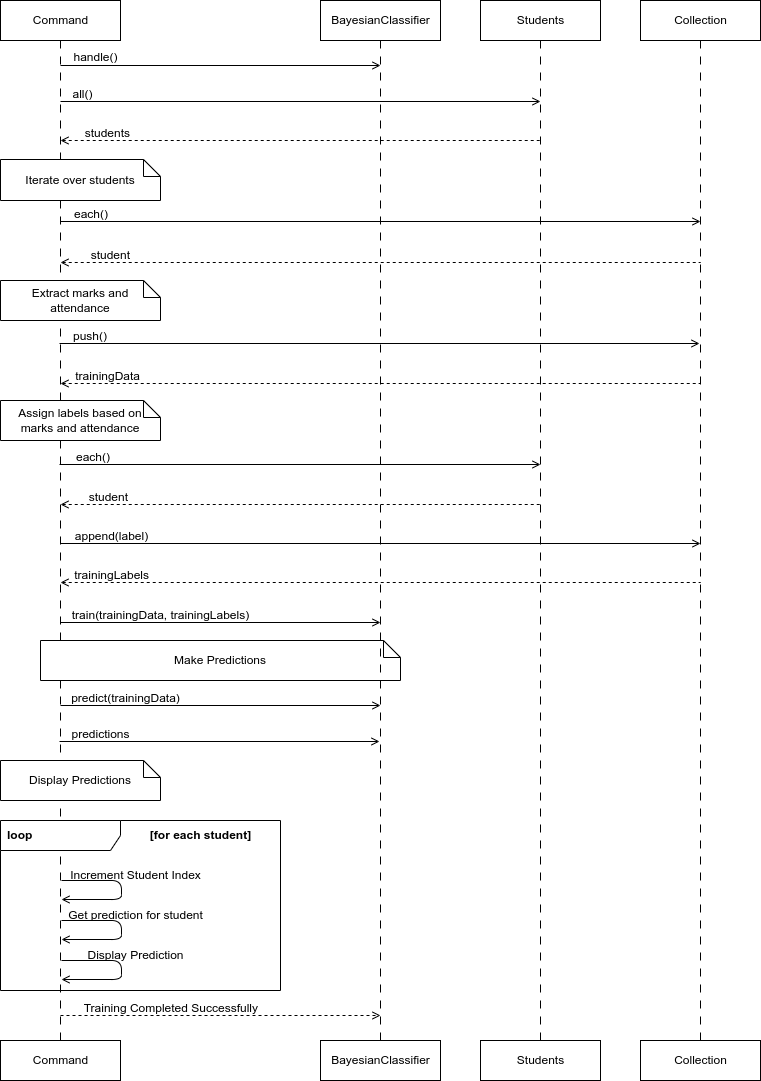 Command
BayesianClassifier
Students
Collection
handle()
all()
students
Iterate over students
each()
student
Extract marks and
attendance
push()
trainingData
Assign labels based on
marks and attendance
each()
student
append(label)
trainingLabels
train(trainingData, trainingLabels)
Make Predictions
predict(trainingData)
predictions
Display Predictions
loop
[for each student]
Increment Student Index
Get prediction for student
Display Prediction
Training Completed Successfully
Command
BayesianClassifier
Students
Collection